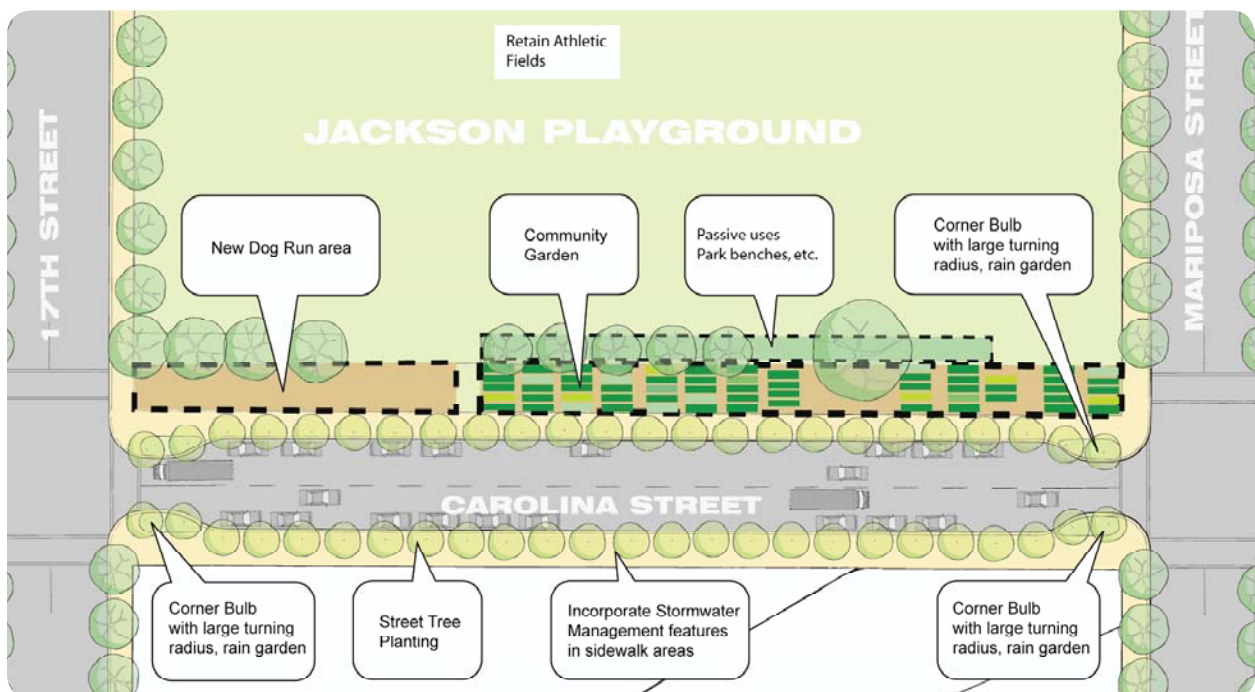 Retain Athletic
Fields
JACKSON PLAYGROUND
17TH STREET
MARIPOSA STREET
New Dog Run area
Community
Garden
Passive uses
Park benches, etc.
Corner Bulb
with large turning
radius, rain garden
CAROLINA STREET
Corner Bulb
with large turning
radius, rain garden
Street Tree
Planting
Incorporate Stormwater
Management features
in sidewalk areas
Corner Bulb
with large turning
radius, rain garden